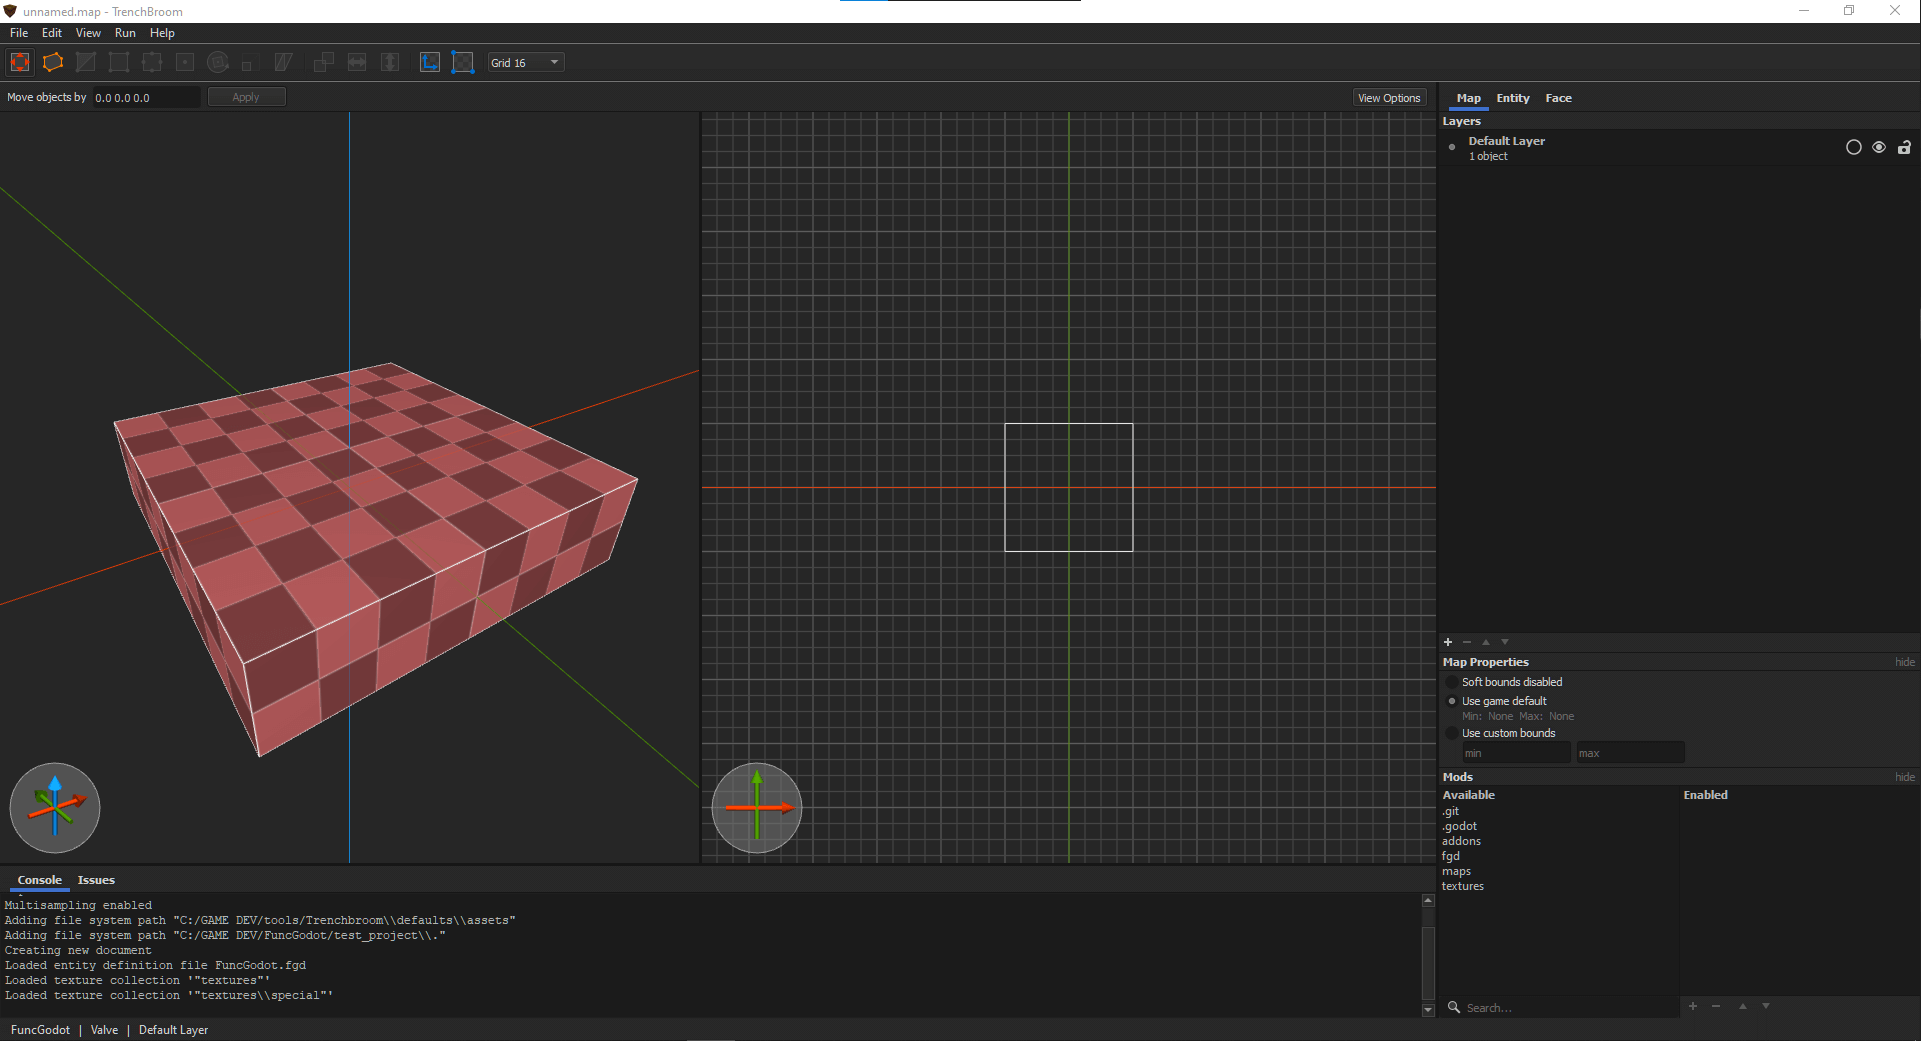 unnamed.map - TrenchBroom
File Edit View Run Help
Grid 16
Move objects by 0.0 0.0 0.0 Apply
View Options
Map Entity Face
Layers
Default Layer
1 object
Map Properties hide
Soft bounds disabled
Use game default
Min: None Max: None
Use custom bounds
min max
Mods hide
Available Enabled
.git
.godot
addons
fgd
maps
textures
Search...
Console Issues
Multisampling enabled
Adding file system path "C:/GAME DEV/tools/Trenchbroom\\defaults\\assets"
Adding file system path "C:/GAME DEV/FuncGodot/test_project\\."
Creating new document
Loaded entity definition file FuncGodot.fgd
Loaded texture collection '"textures"'
Loaded texture collection '"textures\\special"'
FuncGodot | Valve | Default Layer